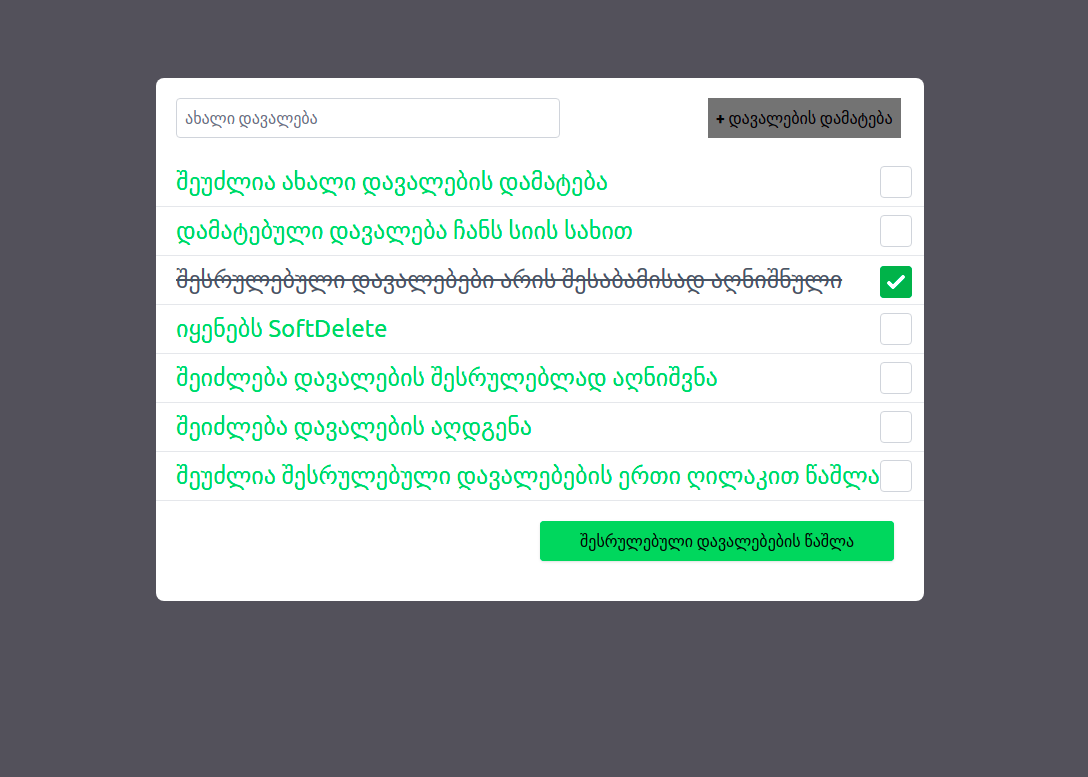 ახალი დავალება
+ დავალების დამატება
შეუძლია ახალი დავალების დამატება
დამატებული დავალება ჩანს სიის სახით
შესრულებული დავალებები არის შესაბამისად აღნიშნული
იყენებს SoftDelete
შეიძლება დავალების შესრულებლად აღნიშვნა
შეიძლება დავალების აღდგენა
შეუძლია შესრულებული დავალებების ერთი ღილაკით წაშლა
შესრულებული დავალებების წაშლა